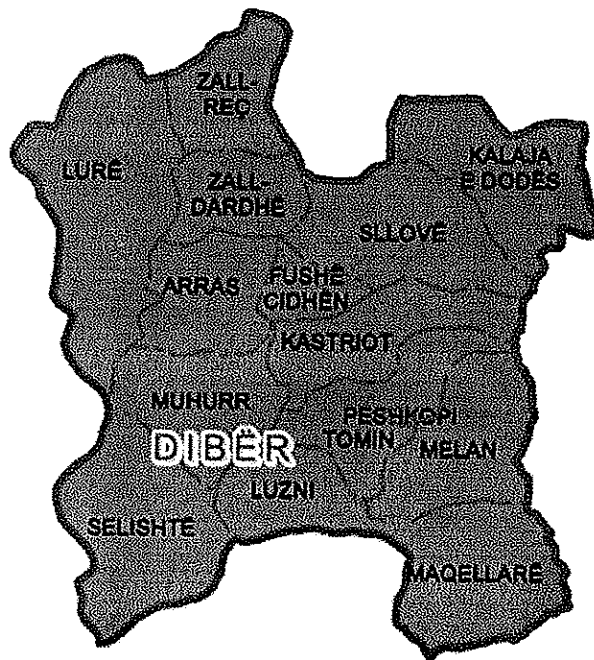 ZALL-
REÇ
KALAJA
E DODËS
LURË
ZALL-
DARDHË
SLLOVË
ARRAS
FUSHË
CIDHËN
KASTRIOT
MUHURR
PESHKOPI
TOMIN
MELAN
DIBËR
LUZNI
SELISHTË
MAQELLARË